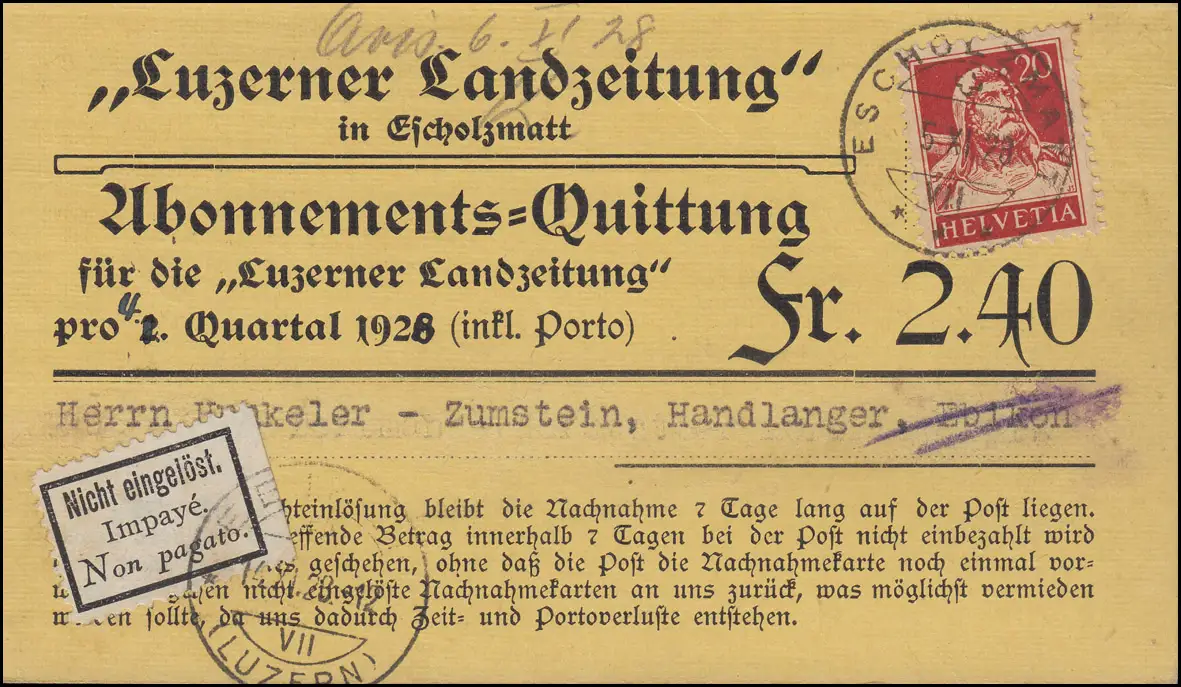 Avis. 6. XI 28
„Luzerner Landzeitung“
in Escholzmatt
20
HELVETIA
Abonnements=Quittung
für die „Luzerner Landzeitung“
pro 4. Quartal 1928 (inkl. Porto)
Fr. 2.40
Herrn Hunkeler - Zumstein, Handlanger, Ebikon
Nicht eingelöst.
Impayé.
Non pagato.
bleibt die Nachnahme 7 Tage lang auf der Post liegen.
Betrag innerhalb 7 Tagen bei der Post nicht einbezahlt wird
geschehen, ohne daß die Post die Nachnahmekarte noch einmal vor-
nicht eingelöste Nachnahmekarten an uns zurück, was möglichst vermieden
sollte, da uns dadurch Zeit- und Portoverluste entstehen.
VII
(LUZERN)